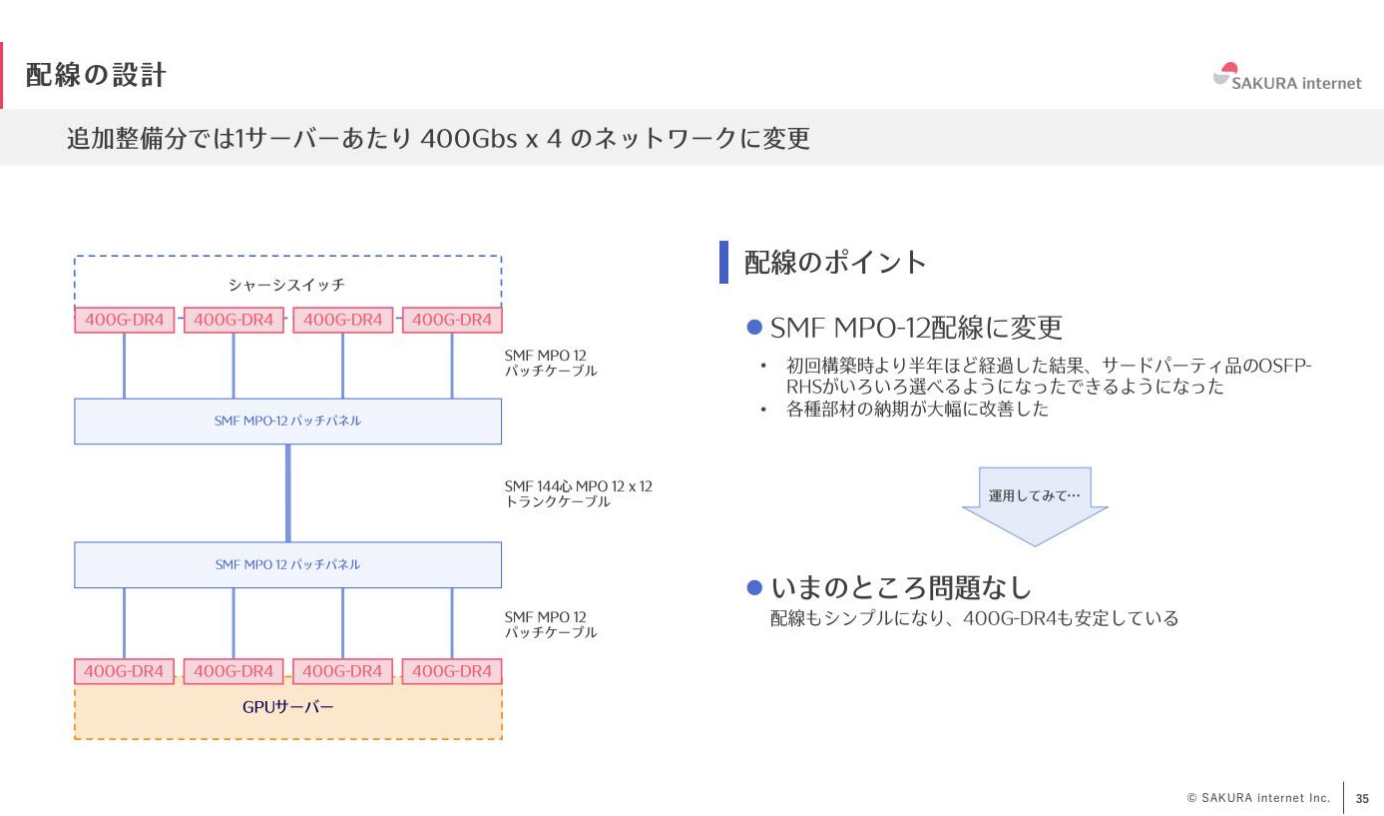 配線の設計
SAKURA internet
追加整備分では1サーバーあたり 400Gbs x 4 のネットワークに変更
シャーシスイッチ
400G-DR4 400G-DR4 400G-DR4 400G-DR4
SMF MPO 12
パッチケーブル
SMF MPO-12 パッチパネル
SMF 144心 MPO 12 x 12
トランクケーブル
SMF MPO 12 パッチパネル
SMF MPO 12
パッチケーブル
400G-DR4 400G-DR4 400G-DR4 400G-DR4
GPUサーバー
配線のポイント
● SMF MPO-12配線に変更
• 初回構築時より半年ほど経過した結果、サードパーティ品のOSFP-
RHSがいろいろ選べるようになったできるようになった
• 各種部材の納期が大幅に改善した
運用してみて…
● いまのところ問題なし
配線もシンプルになり、400G-DR4も安定している
© SAKURA internet Inc. 35